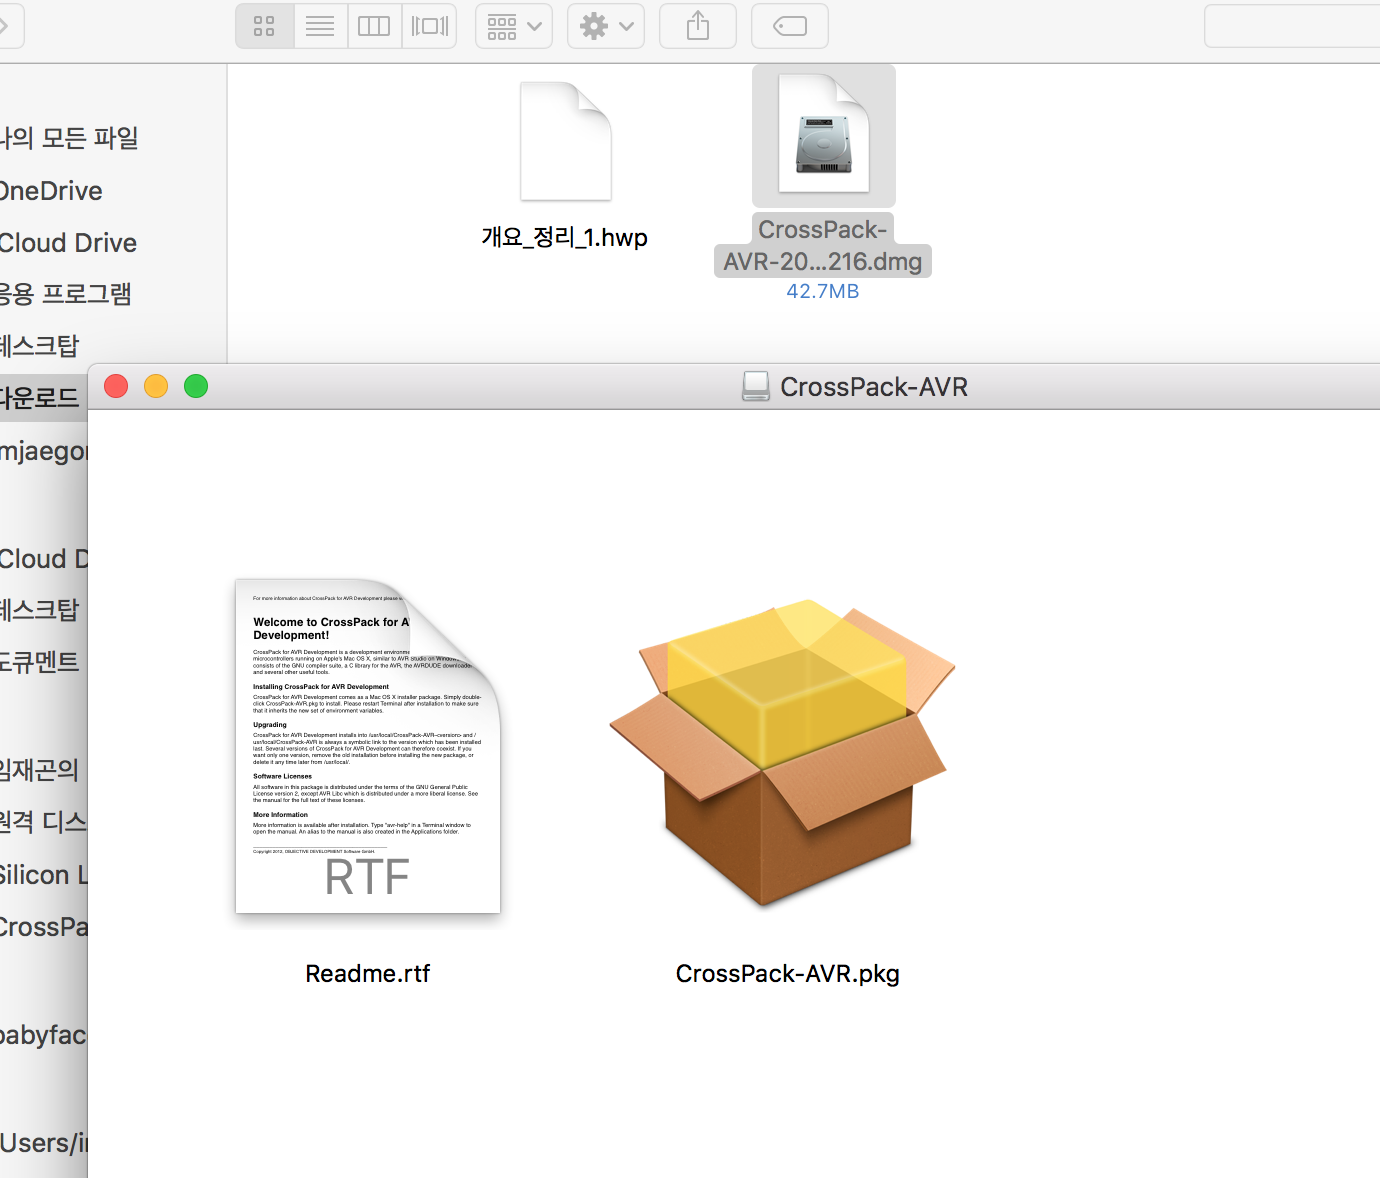 나의 모든 파일
OneDrive
Cloud Drive
응용 프로그램
데스크탑
다운로드
mjaegor
Cloud D
데스크탑
도큐멘트
임재곤의
원격 디스
Silicon L
CrossPa
babyfac
Users/i
개요_정리_1.hwp
CrossPack-
AVR-20...216.dmg
42.7MB
CrossPack-AVR
For more information about CrossPack for AVR Development please
Welcome to CrossPack for A
Development!
CrossPack for AVR Development is a development environme
microcontrollers running on Apple's Mac OS X, similar to AVR Studio on Window
consists of the GNU compiler suite, a C library for the AVR, the AVRDUDE downloader
and several other useful tools.
Installing CrossPack for AVR Development
CrossPack for AVR Development comes as a Mac OS X installer package. Simply double-
click CrossPack-AVR.pkg to install. Please restart Terminal after installation to make sure
that it inherits the new set of environment variables.
Upgrading
CrossPack for AVR Development installs into /usr/local/CrossPack-AVR-<version> and /
usr/local/CrossPack-AVR is always a symbolic link to the version which has been installed
last. Several versions of CrossPack for AVR Development can therefore coexist. If you
want only one version, remove the old installation before installing the new package, or
delete it any time later from /usr/local/.
Software Licenses
All software in this package is distributed under the terms of the GNU General Public
License version 2, except AVR Libc which is distributed under a more liberal license. See
the manual for the full text of these licenses.
More Information
More information is available after installation. Type "avr-help" in a Terminal window to
open the manual. An alias to the manual is also created in the Applications folder.
Copyright 2012, OBJECTIVE DEVELOPMENT Software GmbH
RTF
Readme.rtf
CrossPack-AVR.pkg